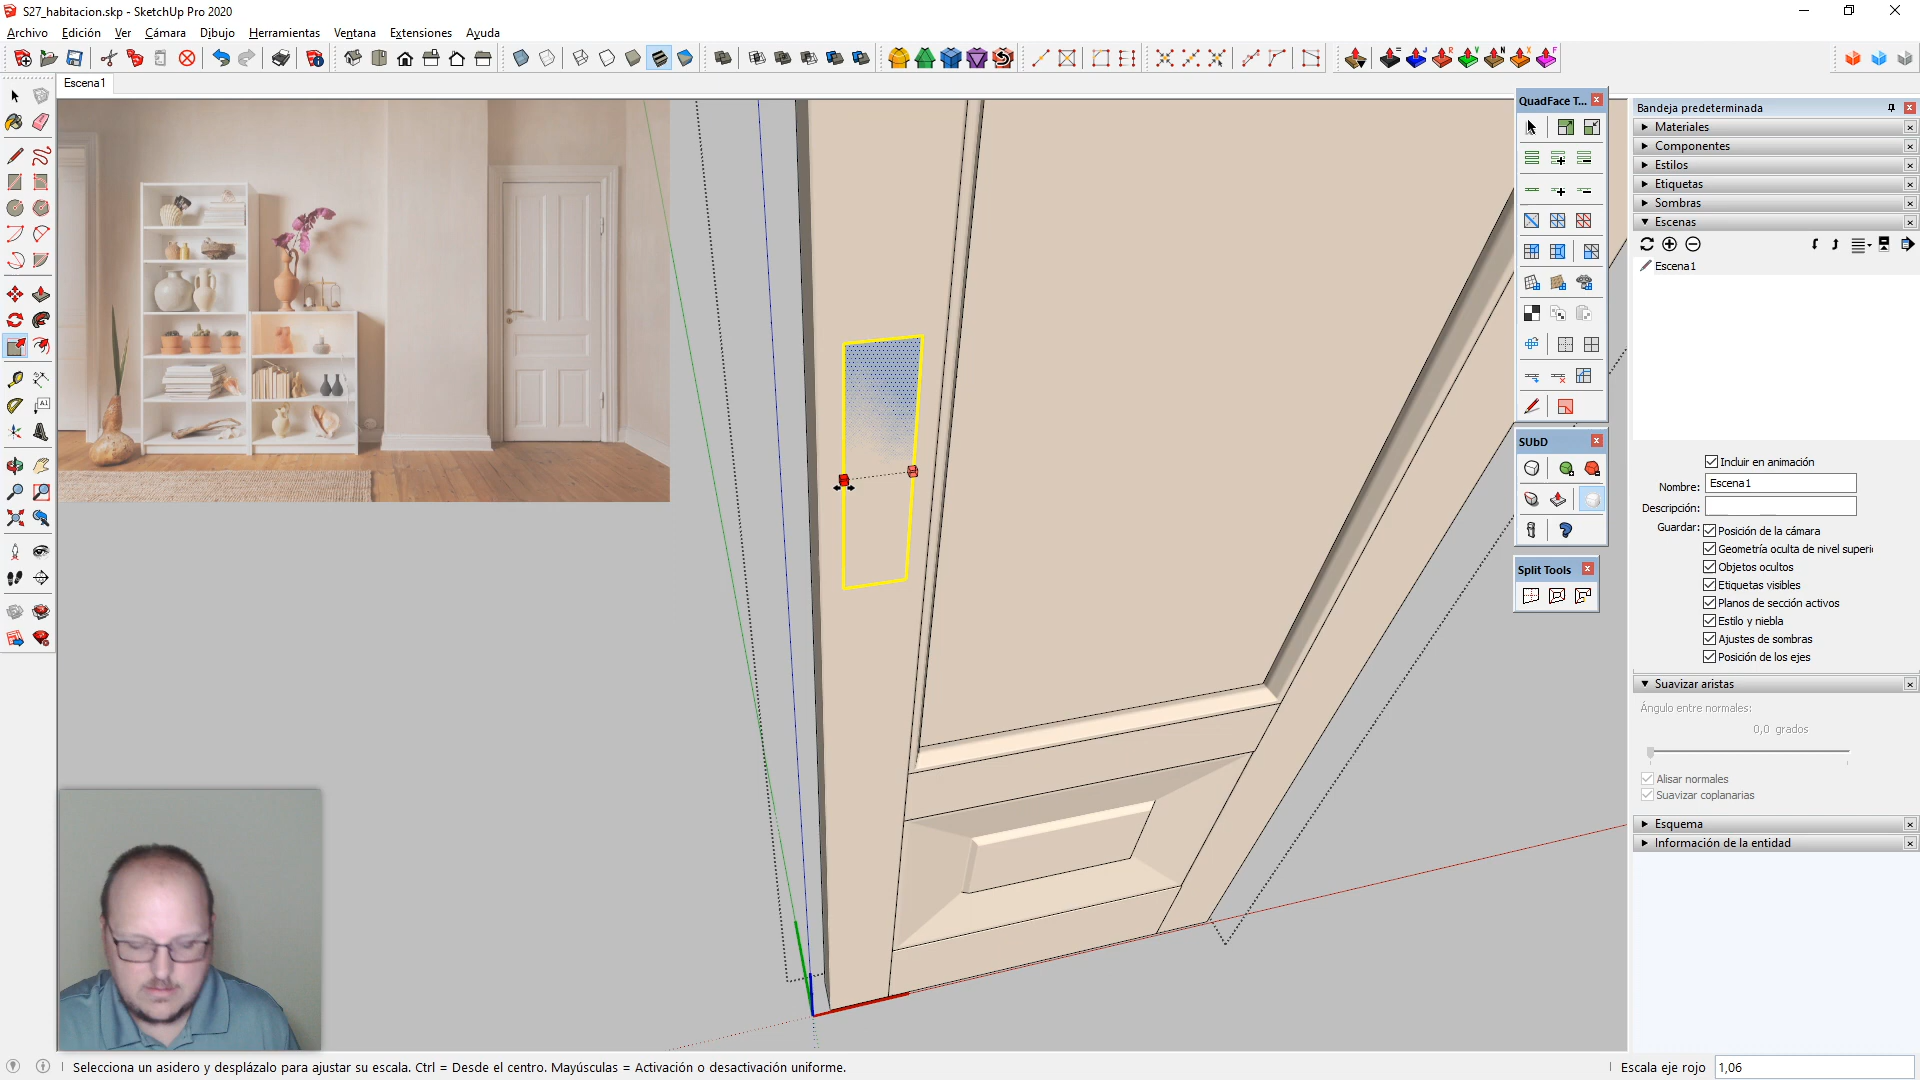 S27_habitacion.skp - SketchUp Pro 2020
Archivo Edición Ver Cámara Dibujo Herramientas Ventana Extensiones Ayuda
Escena1
QuadFace T...
SUbD
Split Tools
Bandeja predeterminada
Materiales
Componentes
Estilos
Etiquetas
Sombras
Escenas
Escena1
Incluir en animación
Nombre: Escena1
Descripción:
Guardar: Posición de la cámara
Geometría oculta de nivel superi
Objetos ocultos
Etiquetas visibles
Planos de sección activos
Estilo y niebla
Ajustes de sombras
Posición de los ejes
Suavizar aristas
Ángulo entre normales:
0,0 grados
Alisar normales
Suavizar coplanarias
Esquema
Información de la entidad
Selecciona un asidero y desplázalo para ajustar su escala. Ctrl = Desde el centro. Mayúsculas = Activación o desactivación uniforme.
Escala eje rojo 1,06